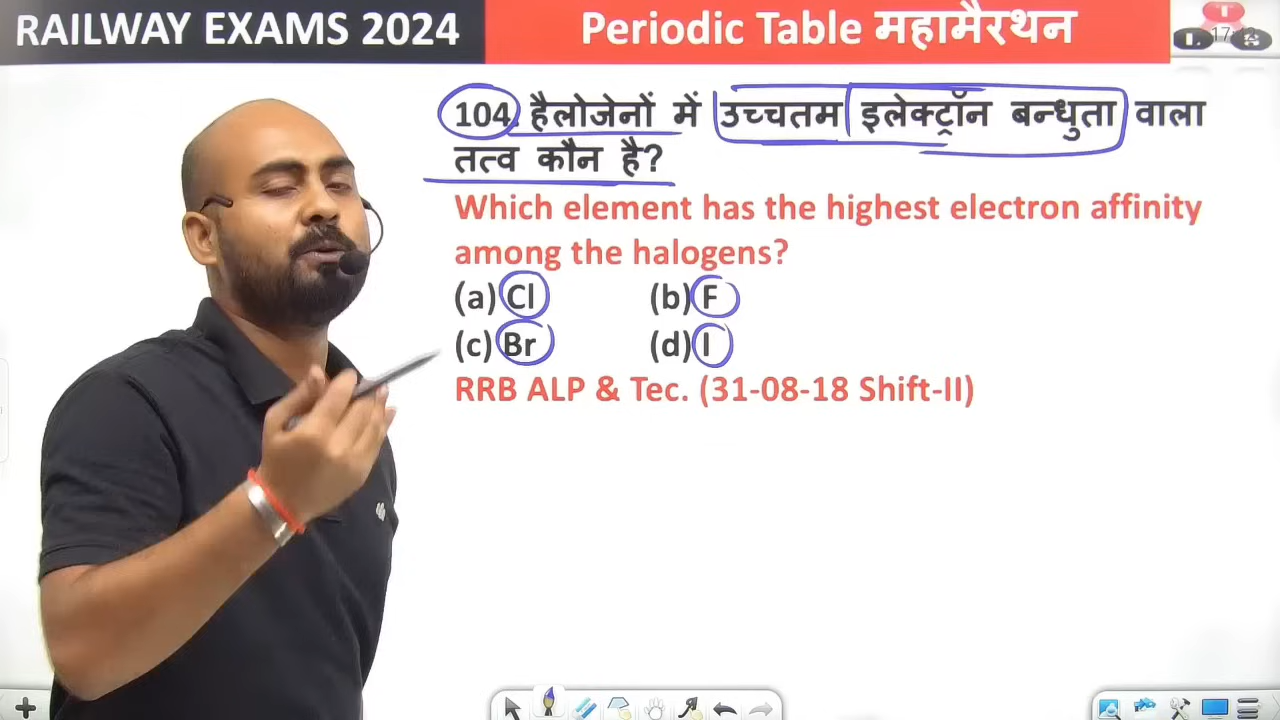 RAILWAY EXAMS 2024
Periodic Table महामैरथन
104. हैलोजेनों में उच्चतम इलेक्ट्रॉन बन्धुता वाला
तत्व कौन है?
Which element has the highest electron affinity
among the halogens?
(a) Cl (b) F
(c) Br (d) I
RRB ALP & Tec. (31-08-18 Shift-II)